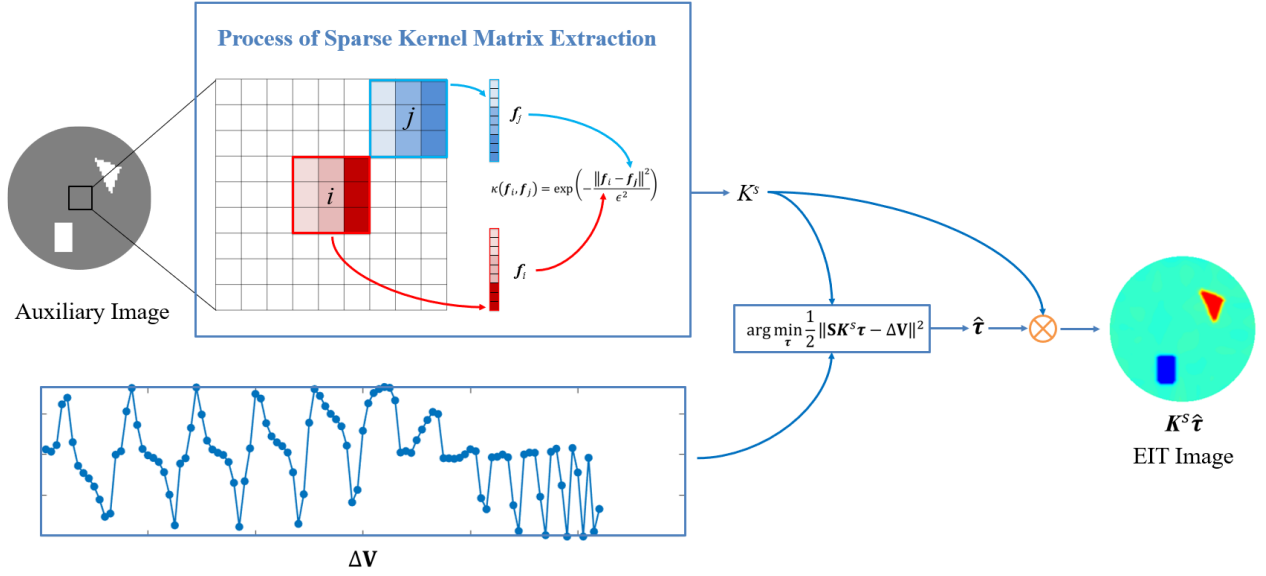 Process of Sparse Kernel Matrix Extraction
j
f_j
κ(f_i, f_j) = exp(−‖f_i − f_j‖² / ϵ²)
i
f_i
K^s
Auxiliary Image
arg min_τ 1/2 ‖SK^sτ − ΔV‖²
τ̂
K^s τ̂
EIT Image
ΔV